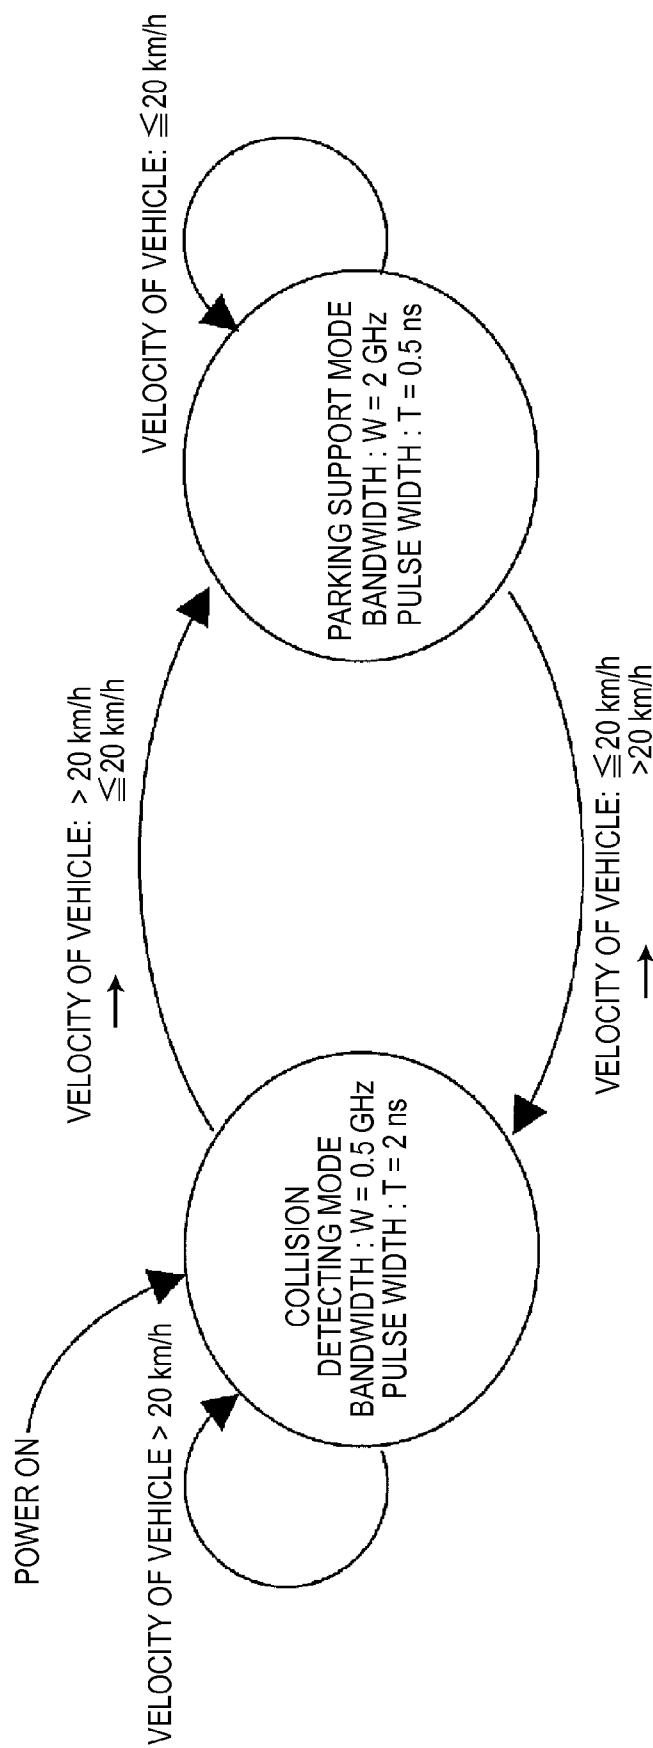 POWER ON
VELOCITY OF VEHICLE > 20 km/h
COLLISION
DETECTING MODE
BANDWIDTH : W = 0.5 GHz
PULSE WIDTH : T = 2 ns
VELOCITY OF VEHICLE: > 20 km/h
→ ≦20 km/h
VELOCITY OF VEHICLE: ≦20 km/h
PARKING SUPPORT MODE
BANDWIDTH : W = 2 GHz
PULSE WIDTH : T = 0.5 ns
VELOCITY OF VEHICLE: ≦20 km/h
→ >20 km/h